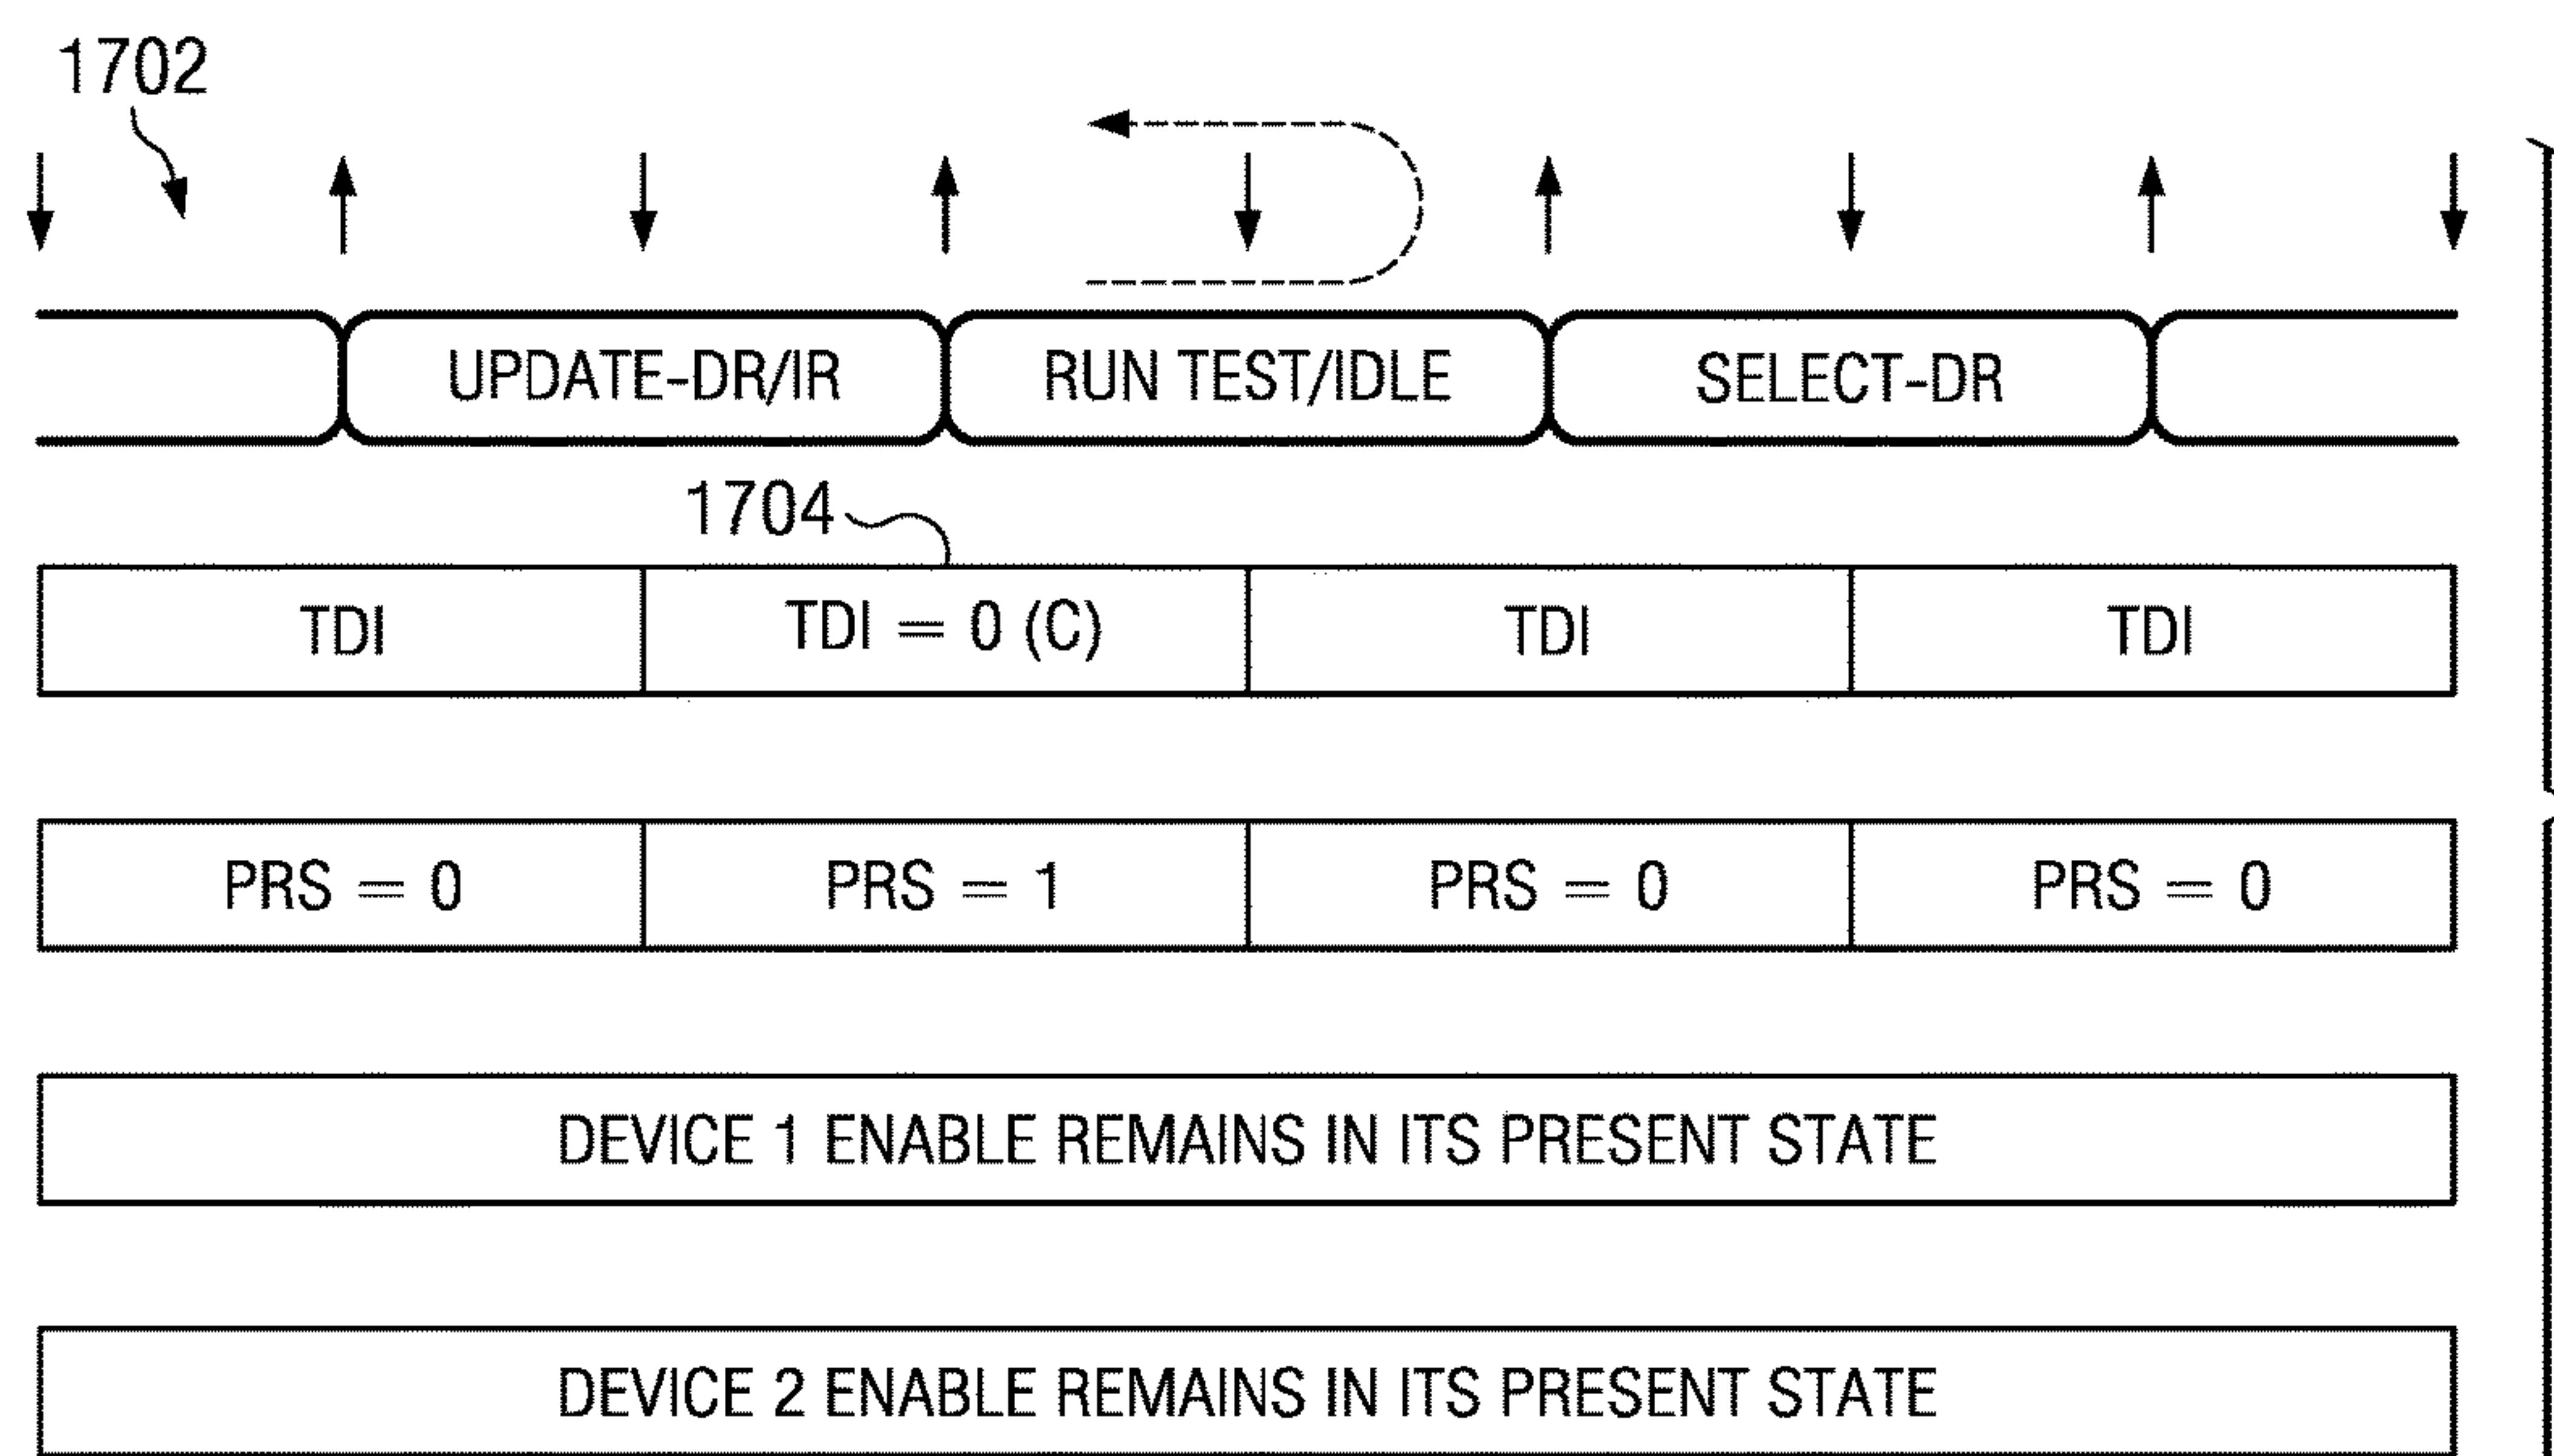 1702
UPDATE-DR/IR RUN TEST/IDLE SELECT-DR
1704
TDI TDI = 0 (C) TDI TDI
PRS = 0 PRS = 1 PRS = 0 PRS = 0
DEVICE 1 ENABLE REMAINS IN ITS PRESENT STATE
DEVICE 2 ENABLE REMAINS IN ITS PRESENT STATE